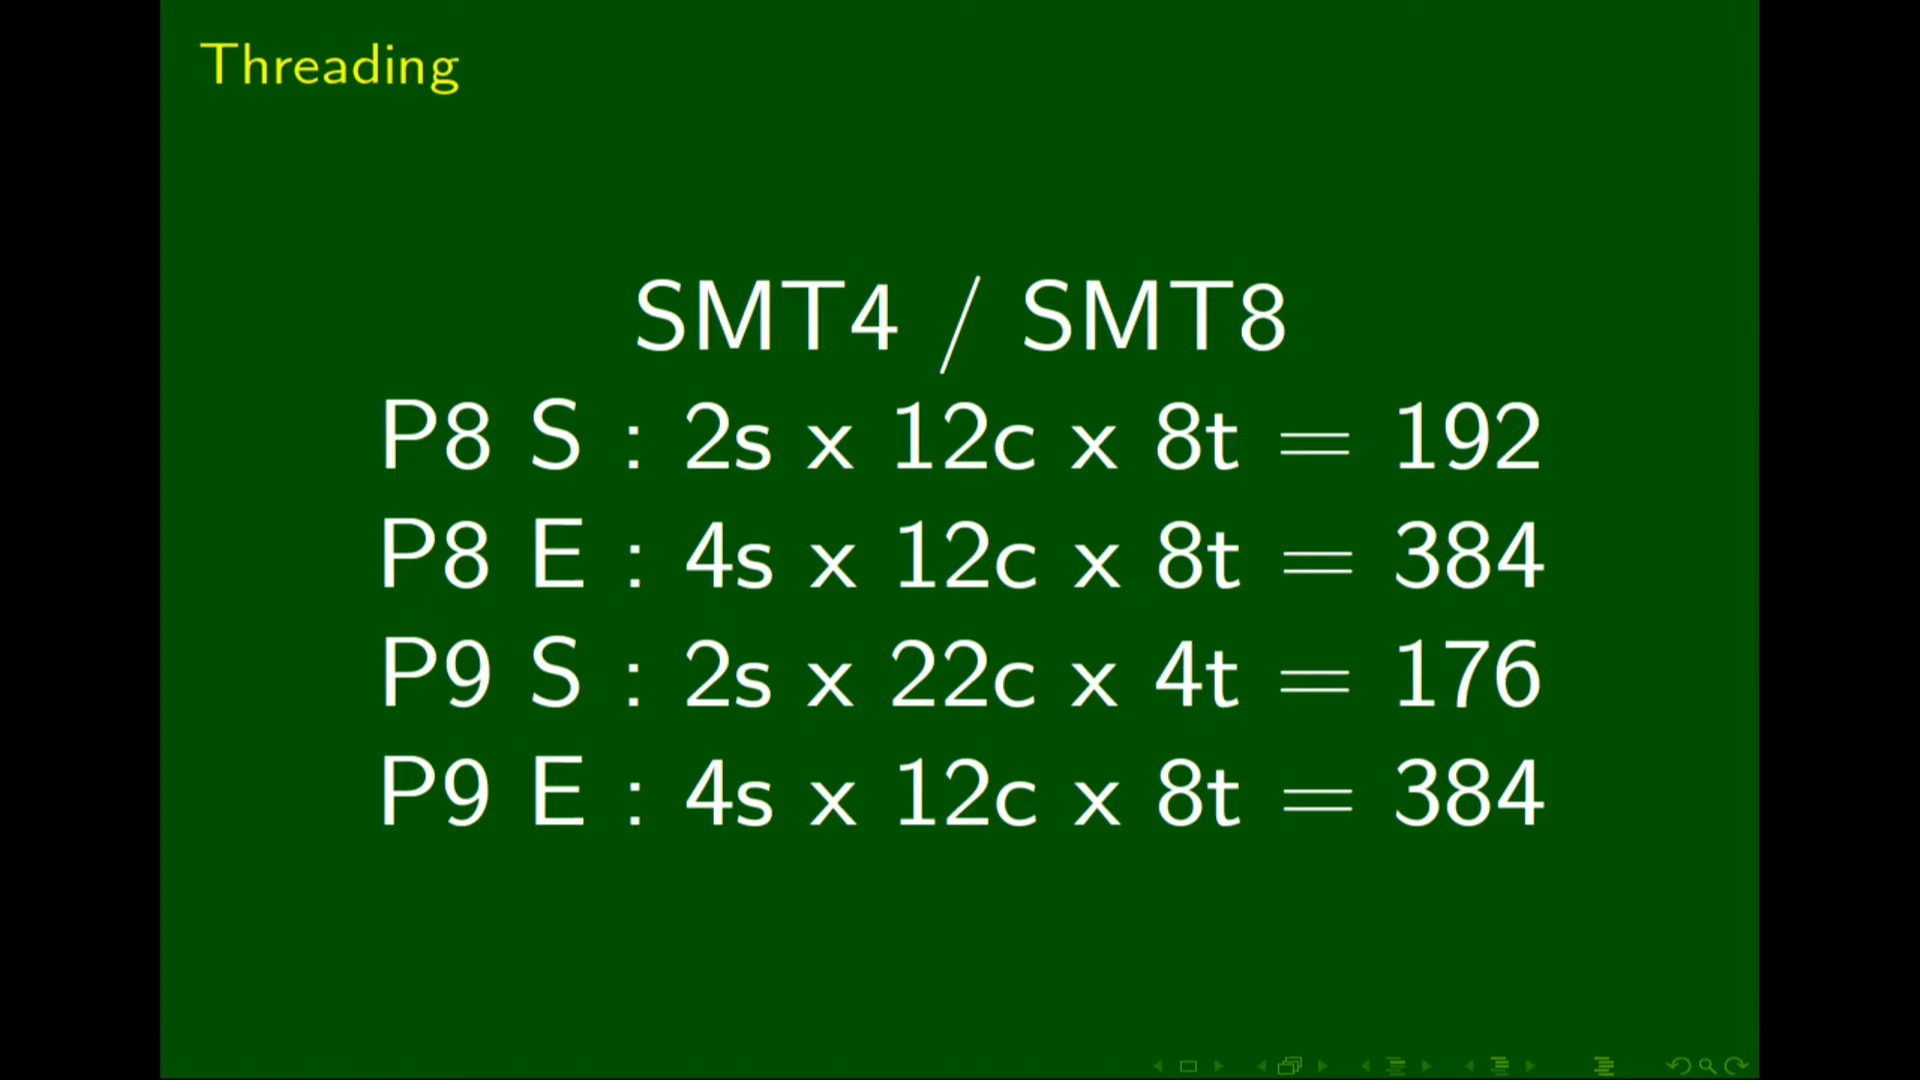 Threading
SMT4 / SMT8
P8 S : 2s x 12c x 8t = 192
P8 E : 4s x 12c x 8t = 384
P9 S : 2s x 22c x 4t = 176
P9 E : 4s x 12c x 8t = 384